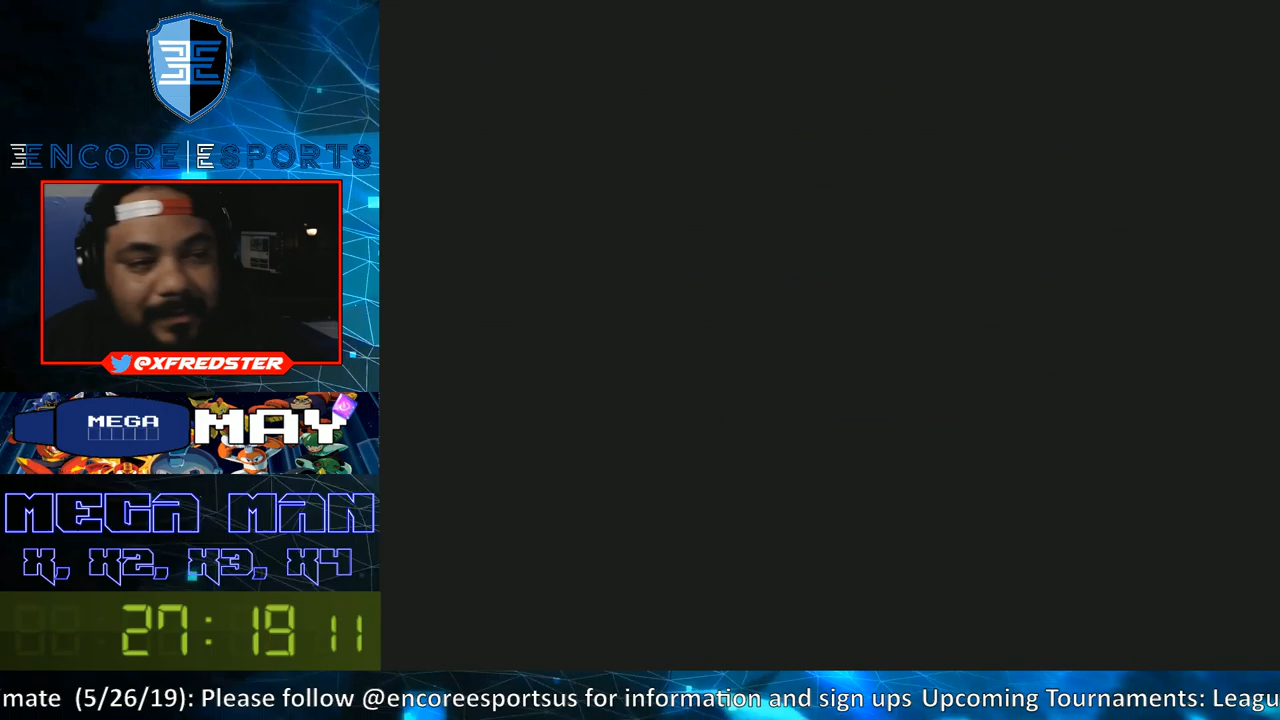 ENCORE|ESPORTS
@XFREDSTER
MEGA
MAY
MEGA MAN
X, X2, X3, X4
27:19 11
mate (5/26/19): Please follow @encoreesportsus for information and sign ups Upcoming Tournaments: Leagu